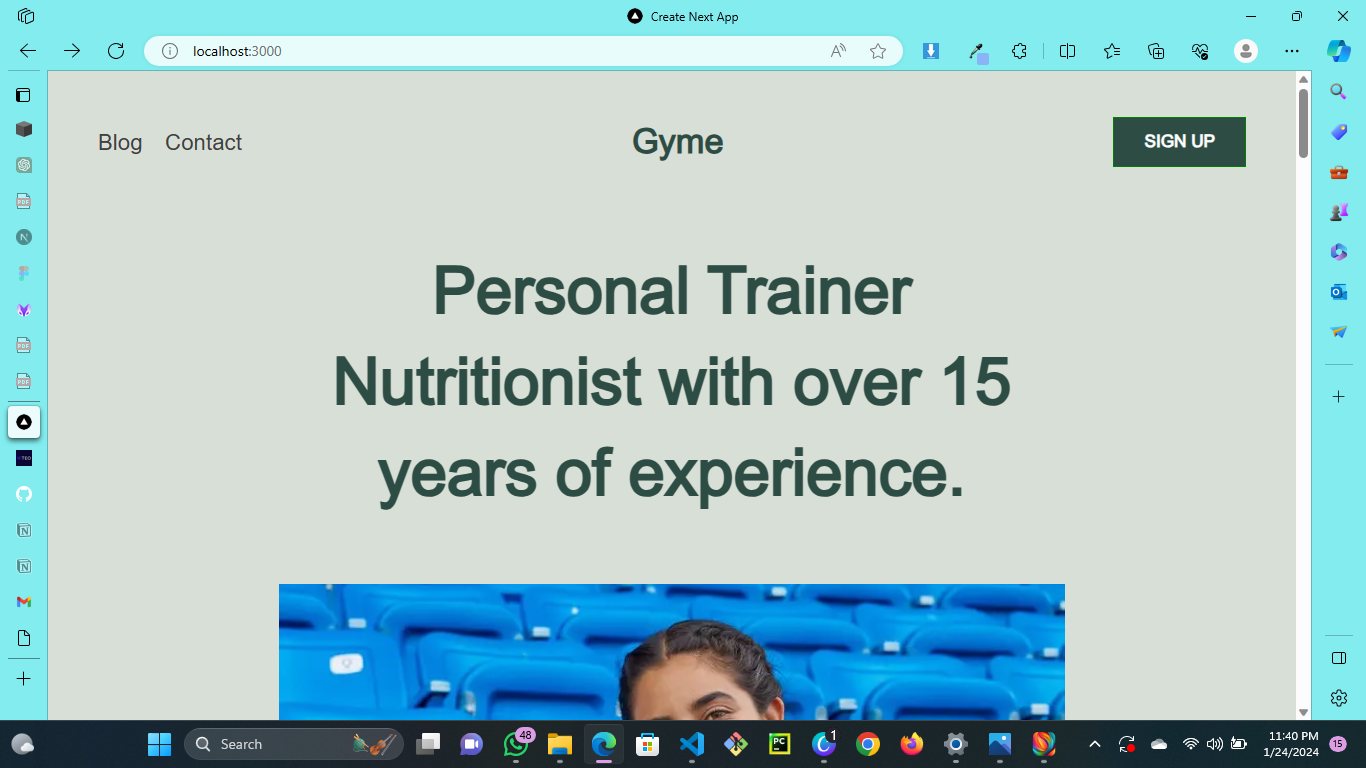 Create Next App
localhost:3000
Blog Contact Gyme SIGN UP
Personal Trainer
Nutritionist with over 15
years of experience.
48
1
Search
11:40 PM
1/24/2024
15